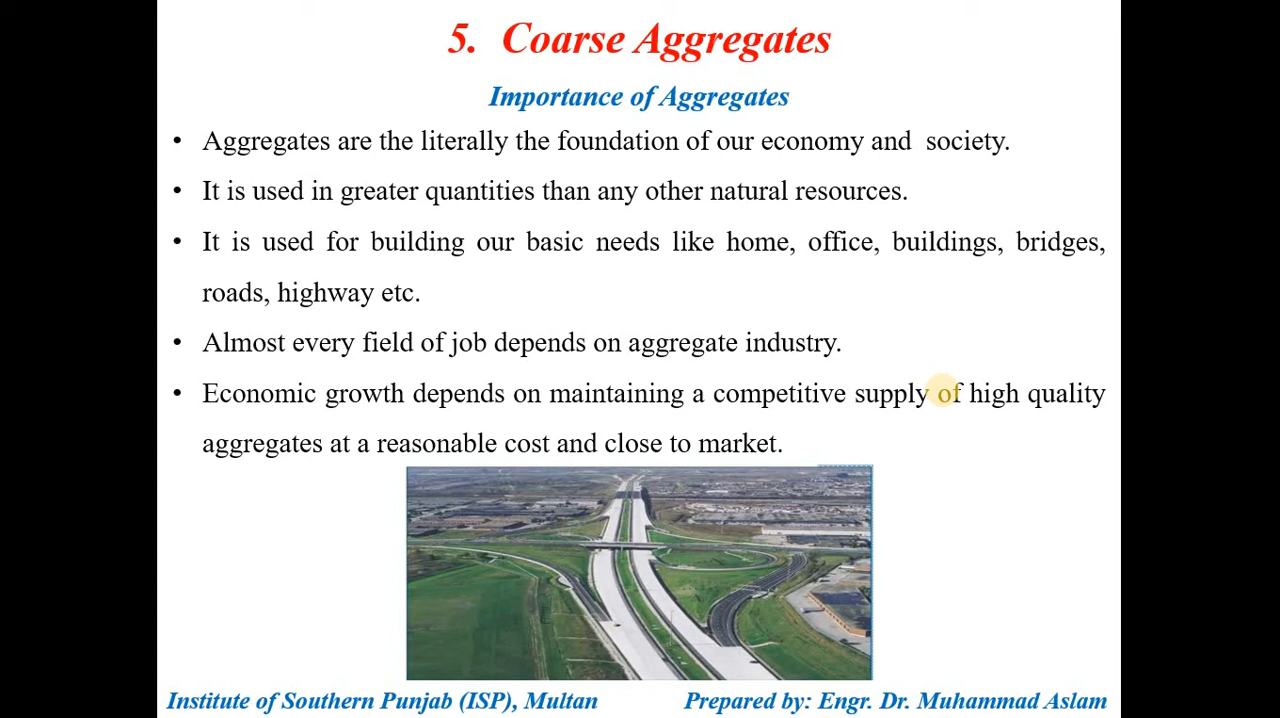 5. Coarse Aggregates
Importance of Aggregates
• Aggregates are the literally the foundation of our economy and society.
• It is used in greater quantities than any other natural resources.
• It is used for building our basic needs like home, office, buildings, bridges,
roads, highway etc.
• Almost every field of job depends on aggregate industry.
• Economic growth depends on maintaining a competitive supply of high quality
aggregates at a reasonable cost and close to market.
Institute of Southern Punjab (ISP), Multan
Prepared by: Engr. Dr. Muhammad Aslam